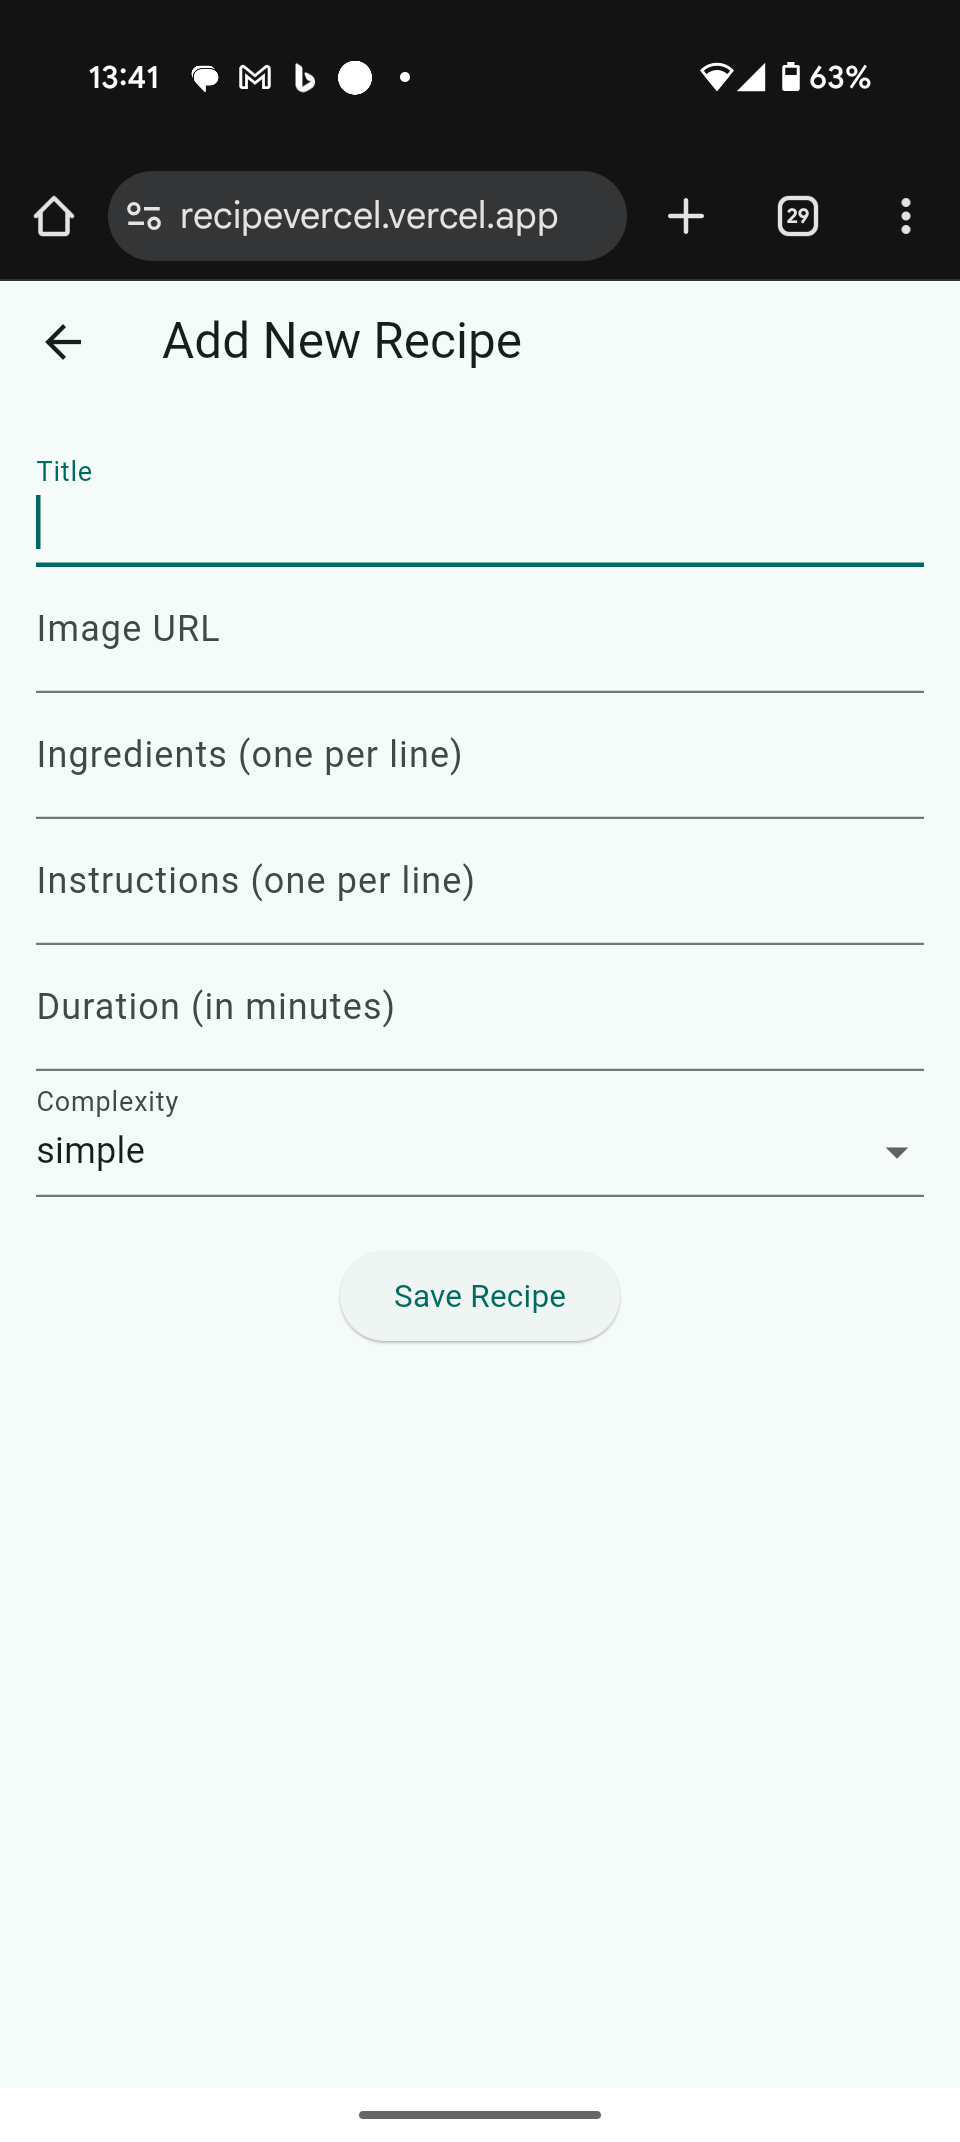 13:41 63%
recipevercel.vercel.app 29
Add New Recipe
Title
Image URL
Ingredients (one per line)
Instructions (one per line)
Duration (in minutes)
Complexity
simple
Save Recipe